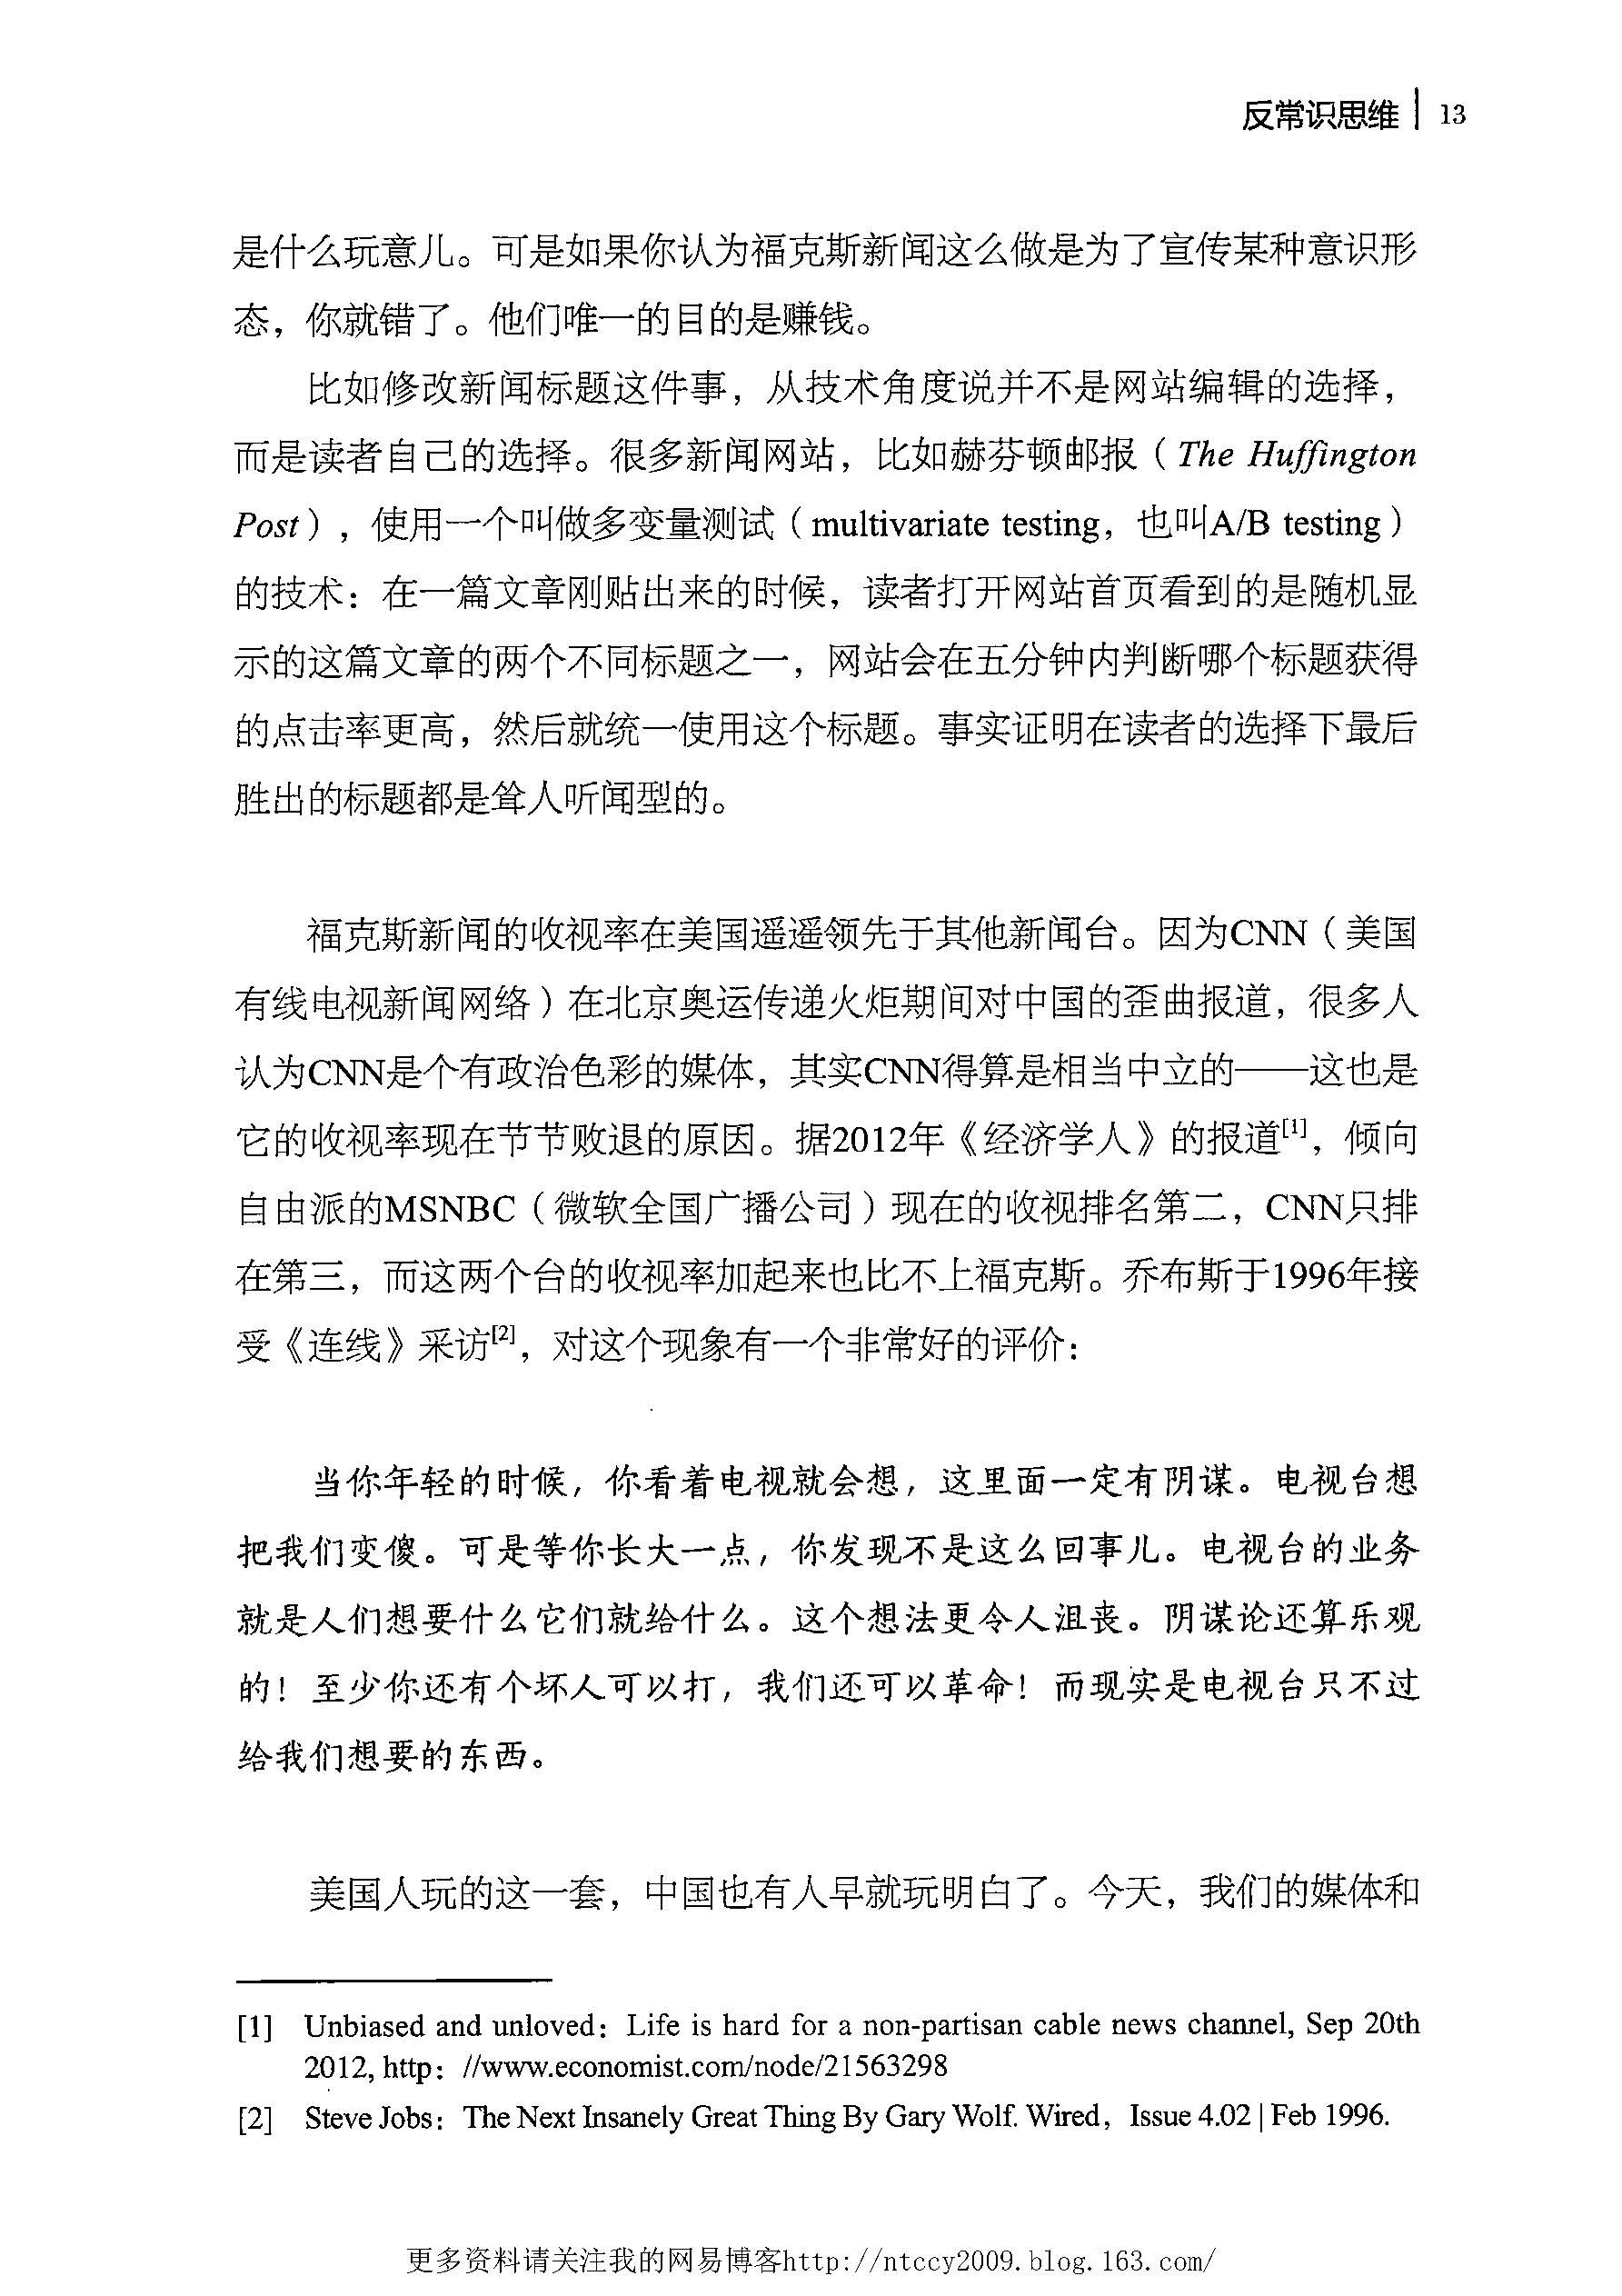 反常识思维 | 13
是什么玩意儿。可是如果你认为福克斯新闻这么做是为了宣传某种意识形
态，你就错了。他们唯一的目的是赚钱。
比如修改新闻标题这件事，从技术角度说并不是网站编辑的选择，
而是读者自己的选择。很多新闻网站，比如赫芬顿邮报（The Huffington
Post），使用一个叫做多变量测试（multivariate testing，也叫A/B testing）
的技术：在一篇文章刚贴出来的时候，读者打开网站首页看到的是随机显
示的这篇文章的两个不同标题之一，网站会在五分钟内判断哪个标题获得
的点击率更高，然后就统一使用这个标题。事实证明在读者的选择下最后
胜出的标题都是耸人听闻型的。
福克斯新闻的收视率在美国遥遥领先于其他新闻台。因为CNN（美国
有线电视新闻网络）在北京奥运传递火炬期间对中国的歪曲报道，很多人
认为CNN是个有政治色彩的媒体，其实CNN得算是相当中立的——这也是
它的收视率现在节节败退的原因。据2012年《经济学人》的报道[1]，倾向
自由派的MSNBC（微软全国广播公司）现在的收视排名第二，CNN只排
在第三，而这两个台的收视率加起来也比不上福克斯。乔布斯于1996年接
受《连线》采访[2]，对这个现象有一个非常好的评价：
当你年轻的时候，你看着电视就会想，这里面一定有阴谋。电视台想
把我们变傻。可是等你长大一点，你发现不是这么回事儿。电视台的业务
就是人们想要什么它们就给什么。这个想法更令人沮丧。阴谋论还算乐观
的！至少你还有个坏人可以打，我们还可以革命！而现实是电视台只不过
给我们想要的东西。
美国人玩的这一套，中国也有人早就玩明白了。今天，我们的媒体和
[1] Unbiased and unloved：Life is hard for a non-partisan cable news channel, Sep 20th
2012, http：//www.economist.com/node/21563298
[2] Steve Jobs：The Next Insanely Great Thing By Gary Wolf. Wired，Issue 4.02 | Feb 1996.
更多资料请关注我的网易博客http://ntccy2009.blog.163.com/